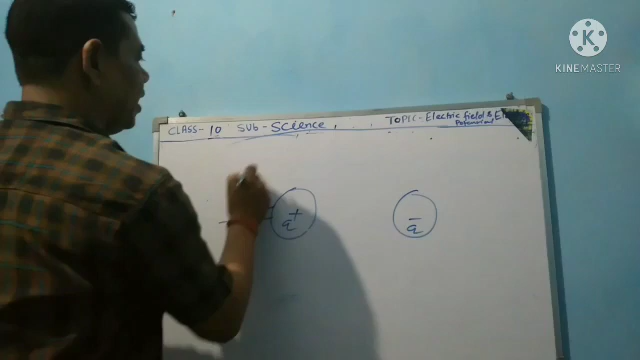 K
KINEMASTER
CLASS- 10 SUB- SCIENCE, TOPIC- Electric field &
Potential
q+
q-